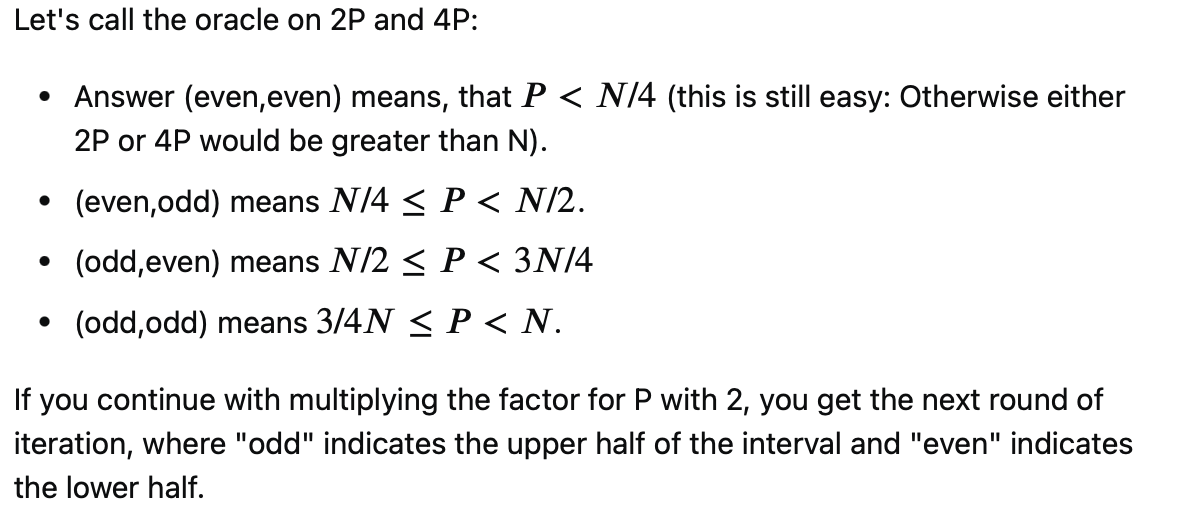 Let's call the oracle on 2P and 4P:
• Answer (even,even) means, that P < N/4 (this is still easy: Otherwise either
2P or 4P would be greater than N).
• (even,odd) means N/4 ≤ P < N/2.
• (odd,even) means N/2 ≤ P < 3N/4
• (odd,odd) means 3/4N ≤ P < N.
If you continue with multiplying the factor for P with 2, you get the next round of
iteration, where "odd" indicates the upper half of the interval and "even" indicates
the lower half.